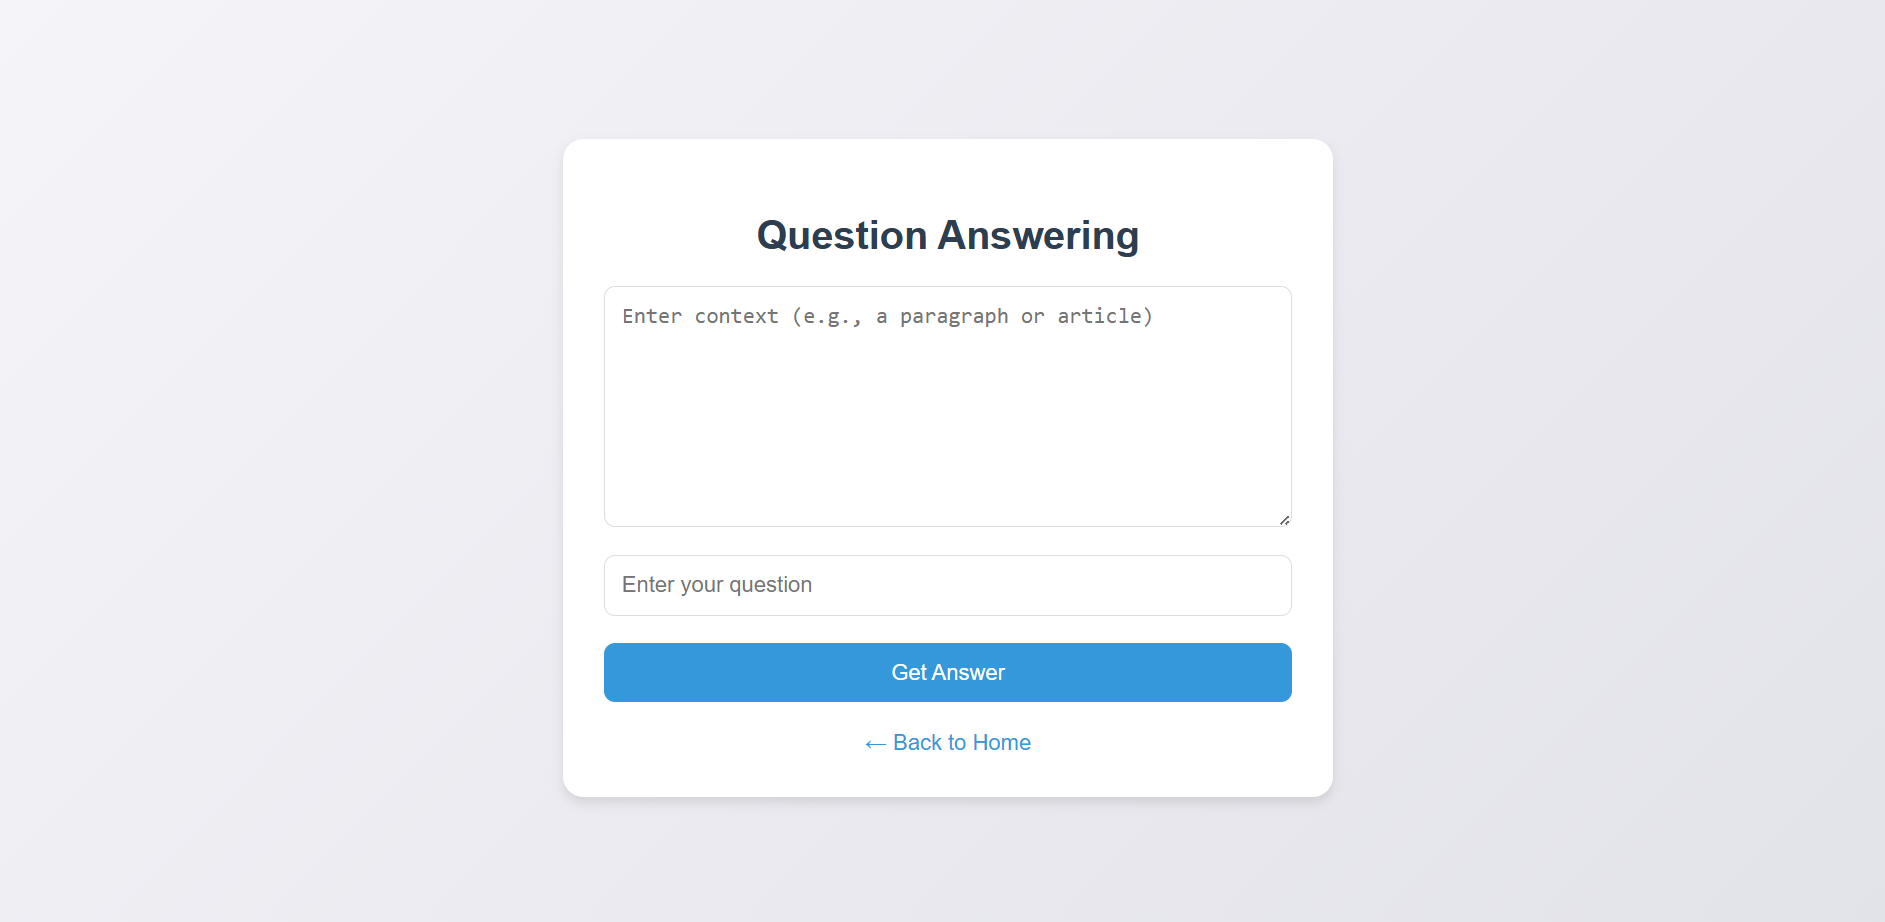 Question Answering
Enter context (e.g., a paragraph or article)
Enter your question
Get Answer
← Back to Home